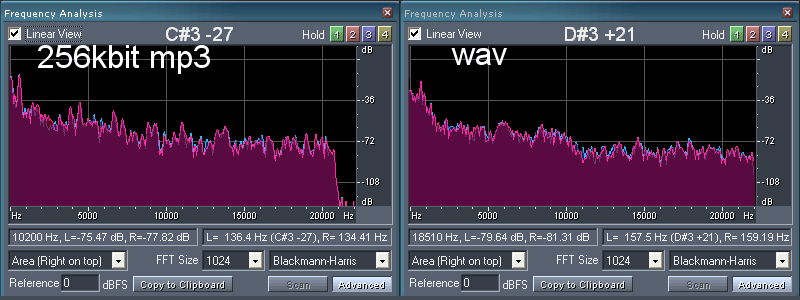 Frequency Analysis
Linear View C#3 -27 Hold 1 2 3 4
256kbit mp3
dB
-36
-72
-108
dB
Hz 5000 10000 15000 20000 Hz
10200 Hz, L=-75.47 dB, R=-77.82 dB L= 136.4 Hz (C#3 -27), R= 134.41 Hz
Area (Right on top) FFT Size 1024 Blackmann-Harris
Reference 0 dBFS Copy to Clipboard Scan Advanced
Frequency Analysis
Linear View D#3 +21 Hold 1 2 3 4
wav
dB
-36
-72
-108
dB
Hz 5000 10000 15000 20000 Hz
18510 Hz, L=-79.64 dB, R=-81.31 dB L= 157.5 Hz (D#3 +21), R= 159.19 Hz
Area (Right on top) FFT Size 1024 Blackmann-Harris
Reference 0 dBFS Copy to Clipboard Scan Advanced